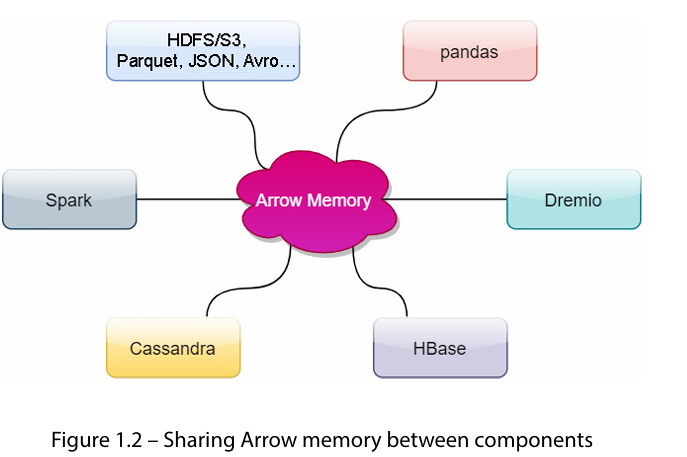 HDFS/S3,
Parquet, JSON, Avro…
pandas
Spark
Arrow Memory
Dremio
Cassandra
HBase
Figure 1.2 – Sharing Arrow memory between components